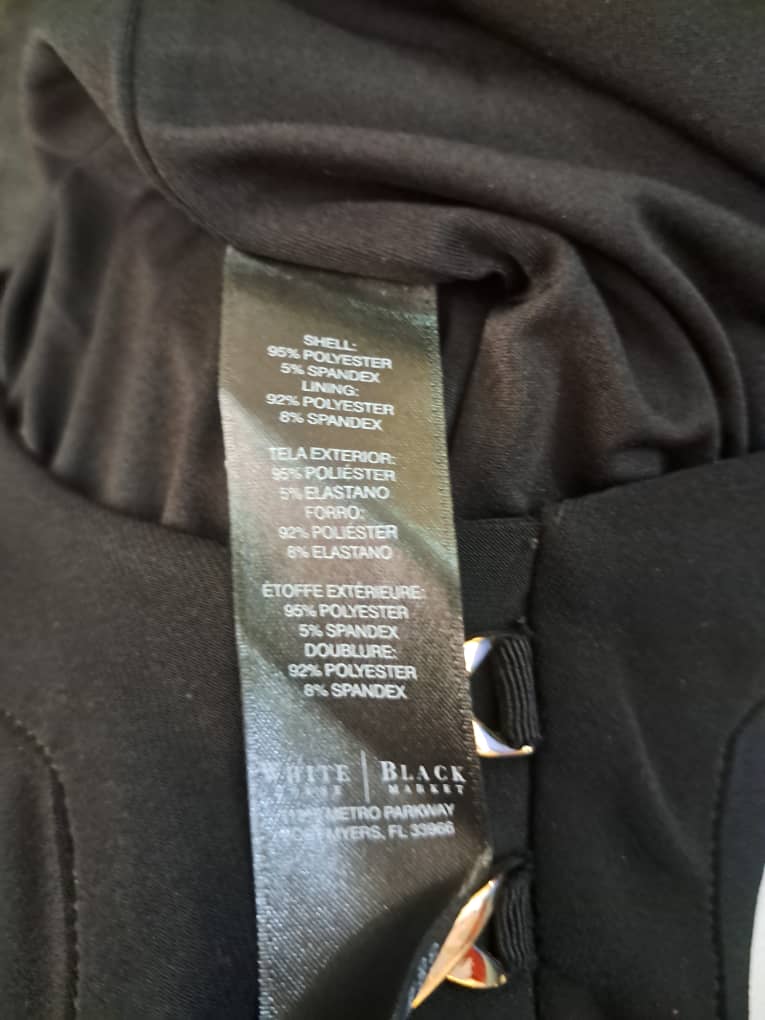 SHELL:
95% POLYESTER
5% SPANDEX
LINING:
92% POLYESTER
8% SPANDEX
TELA EXTERIOR:
95% POLIÉSTER
5% ELASTANO
FORRO:
92% POLIÉSTER
8% ELASTANO
ÉTOFFE EXTÉRIEURE:
95% POLYESTER
5% SPANDEX
DOUBLURE:
92% POLYESTER
8% SPANDEX
WHITE | BLACK
HOUSE MARKET
METRO PARKWAY
FORT MYERS, FL 33966